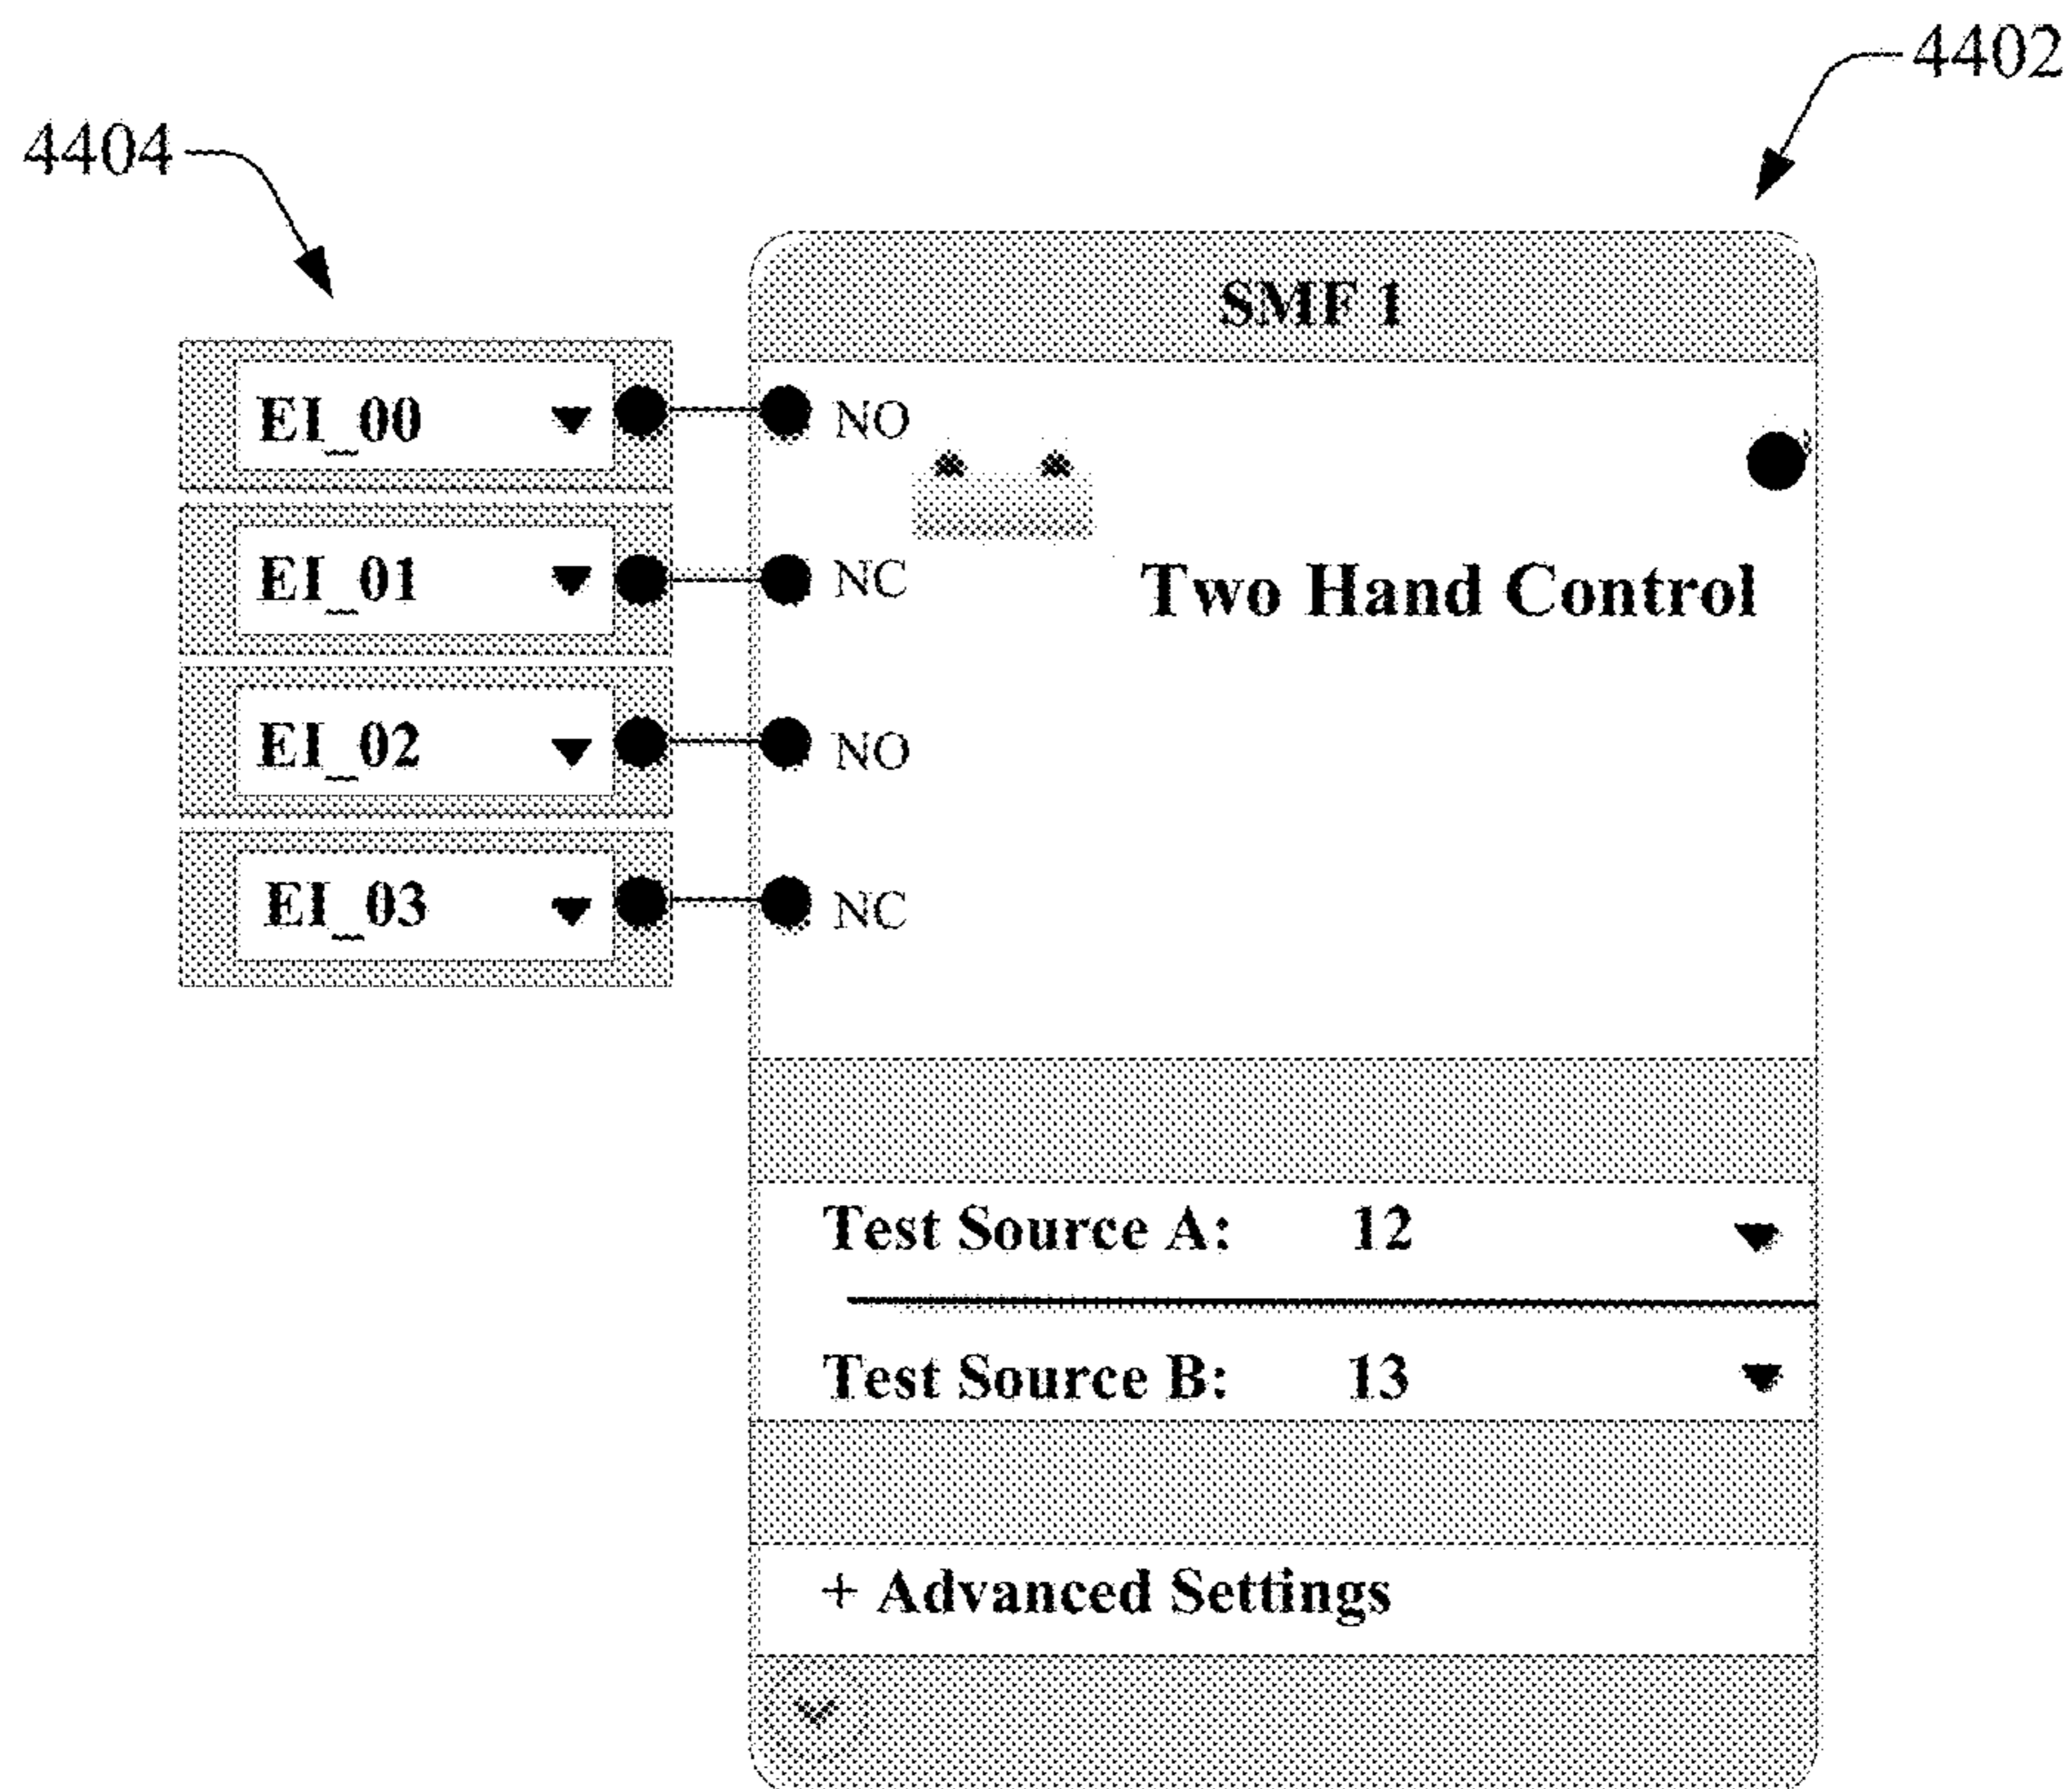 4402
4404
SMF 1
EI_00
NO
EI_01
NC
Two Hand Control
EI_02
NO
EI_03
NC
Test Source A: 12
Test Source B: 13
+ Advanced Settings